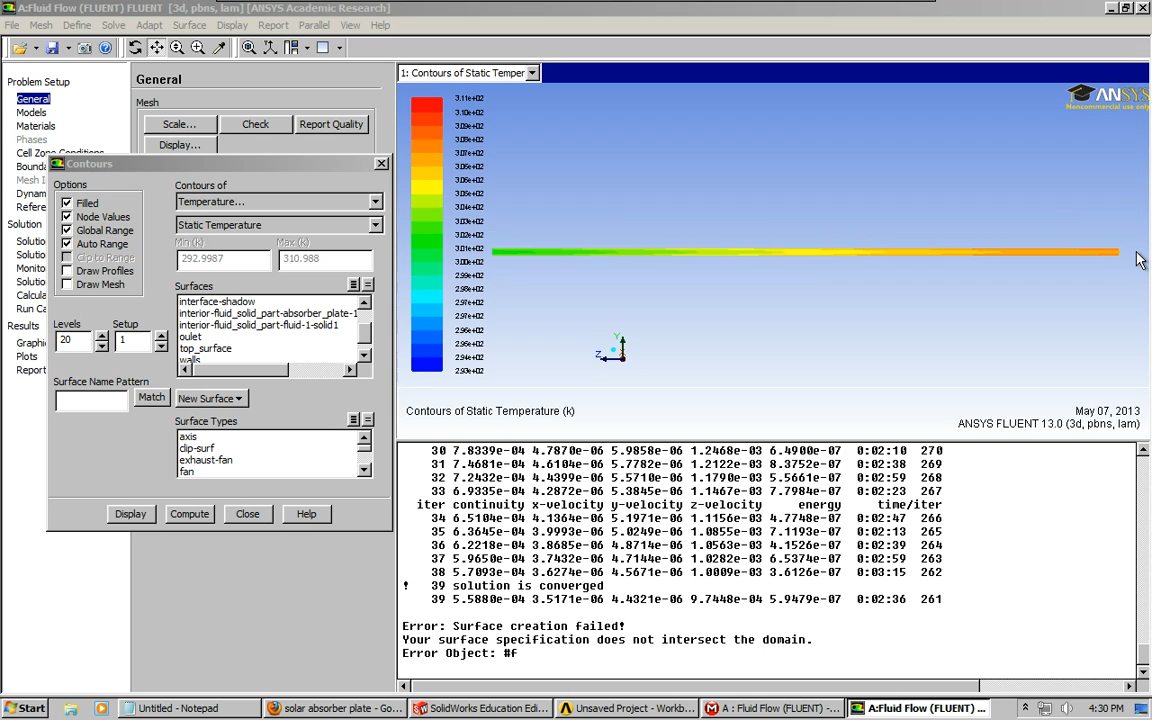 A:Fluid Flow (FLUENT) FLUENT  [3d, pbns, lam] [ANSYS Academic Research]
File Mesh Define Solve Adapt Surface Display Report Parallel View Help
Problem Setup
General
Models
Materials
Phases
Cell Zone Conditions
Bounda
Mesh I
Dynam
Refere
Solution
Solutio
Solutio
Monito
Solutio
Calcula
Run Ca
Results
Graphi
Plots
Report
General
Mesh
Scale... Check Report Quality
Display...
Contours
Options
Filled
Node Values
Global Range
Auto Range
Clip to Range
Draw Profiles
Draw Mesh
Levels Setup
20 1
Surface Name Pattern
Match
Contours of
Temperature...
Static Temperature
Min (k) Max (k)
292.9987 310.988
Surfaces
interface-shadow
interior-fluid_solid_part-absorber_plate-1
interior-fluid_solid_part-fluid-1-solid1
oulet
top_surface
walls
New Surface
Surface Types
axis
clip-surf
exhaust-fan
fan
Display Compute Close Help
1: Contours of Static Temper
3.11e+02
3.10e+02
3.09e+02
3.08e+02
3.07e+02
3.06e+02
3.05e+02
3.04e+02
3.03e+02
3.02e+02
3.01e+02
3.00e+02
2.99e+02
2.98e+02
2.97e+02
2.96e+02
2.95e+02
2.94e+02
2.93e+02
ANSYS
Noncommercial use only
Y
Z
Contours of Static Temperature (k)
May 07, 2013
ANSYS FLUENT 13.0 (3d, pbns, lam)
30 7.8339e-04 4.7870e-06 5.9858e-06 1.2468e-03 6.4900e-07 0:02:10 270
31 7.4681e-04 4.6104e-06 5.7782e-06 1.2122e-03 8.3752e-07 0:02:38 269
32 7.2432e-04 4.4399e-06 5.5710e-06 1.1790e-03 5.5661e-07 0:02:59 268
33 6.9335e-04 4.2872e-06 5.3845e-06 1.1467e-03 7.7984e-07 0:02:23 267
iter continuity x-velocity y-velocity z-velocity energy time/iter
34 6.5104e-04 4.1364e-06 5.1971e-06 1.1156e-03 4.7748e-07 0:02:47 266
35 6.3645e-04 3.9993e-06 5.0249e-06 1.0855e-03 7.1193e-07 0:02:13 265
36 6.2218e-04 3.8685e-06 4.8714e-06 1.0563e-03 4.1526e-07 0:02:39 264
37 5.9650e-04 3.7432e-06 4.7144e-06 1.0282e-03 6.5374e-07 0:02:59 263
38 5.7093e-04 3.6274e-06 4.5671e-06 1.0009e-03 3.6126e-07 0:03:15 262
! 39 solution is converged
39 5.5880e-04 3.5171e-06 4.4321e-06 9.7448e-04 5.9479e-07 0:02:36 261
Error: Surface creation failed!
Your surface specification does not intersect the domain.
Error Object: #f
Start Untitled - Notepad solar absorber plate - Go... SolidWorks Education Edi... Unsaved Project - Workb... A : Fluid Flow (FLUENT) -... A:Fluid Flow (FLUENT) ... 4:30 PM